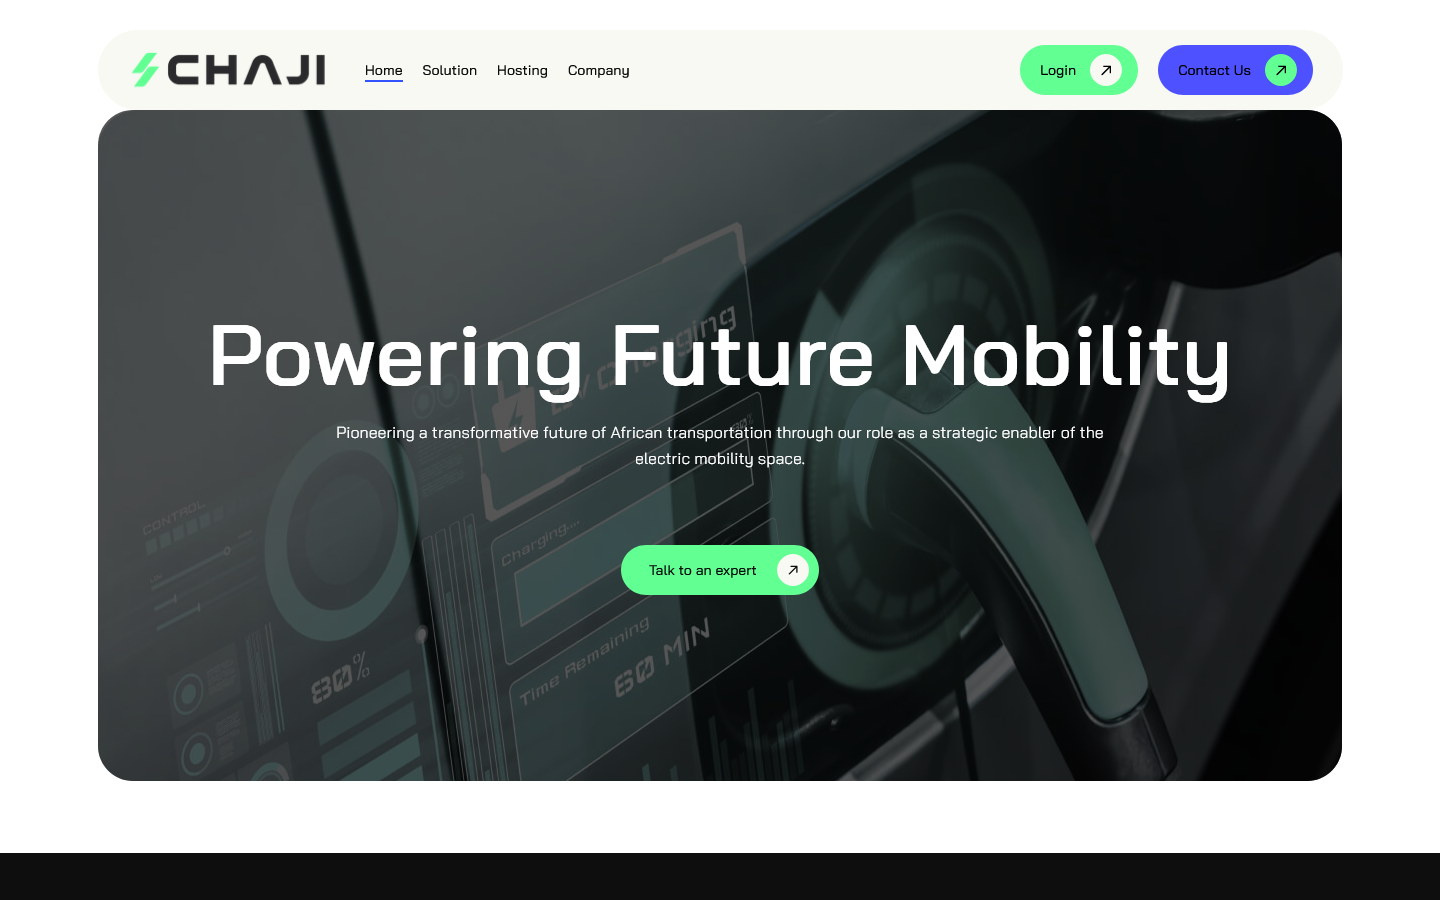 CHAJI
Home
Solution
Hosting
Company
Login
Contact Us
EV Charging
Powering Future Mobility
Pioneering a transformative future of African transportation through our role as a strategic enabler of the
electric mobility space.
CONTROL
Charging....
Talk to an expert
Time Remaining
60 MIN
80%